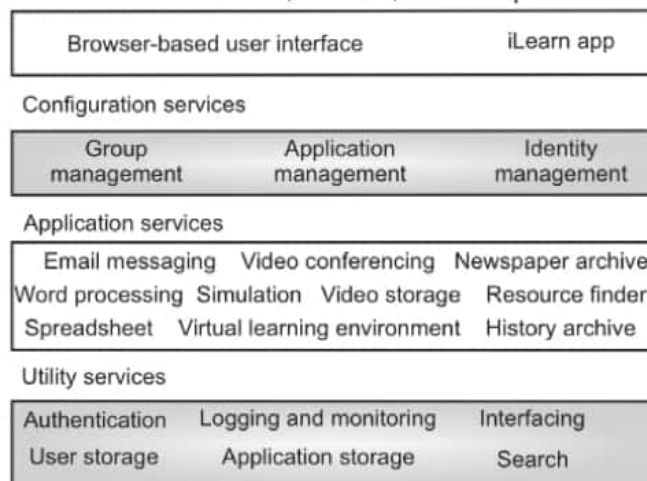 Browser-based user interface iLearn app
Configuration services
Group management Application management Identity management
Application services
Email messaging Video conferencing Newspaper archive
Word processing Simulation Video storage Resource finder
Spreadsheet Virtual learning environment History archive
Utility services
Authentication Logging and monitoring Interfacing
User storage Application storage Search